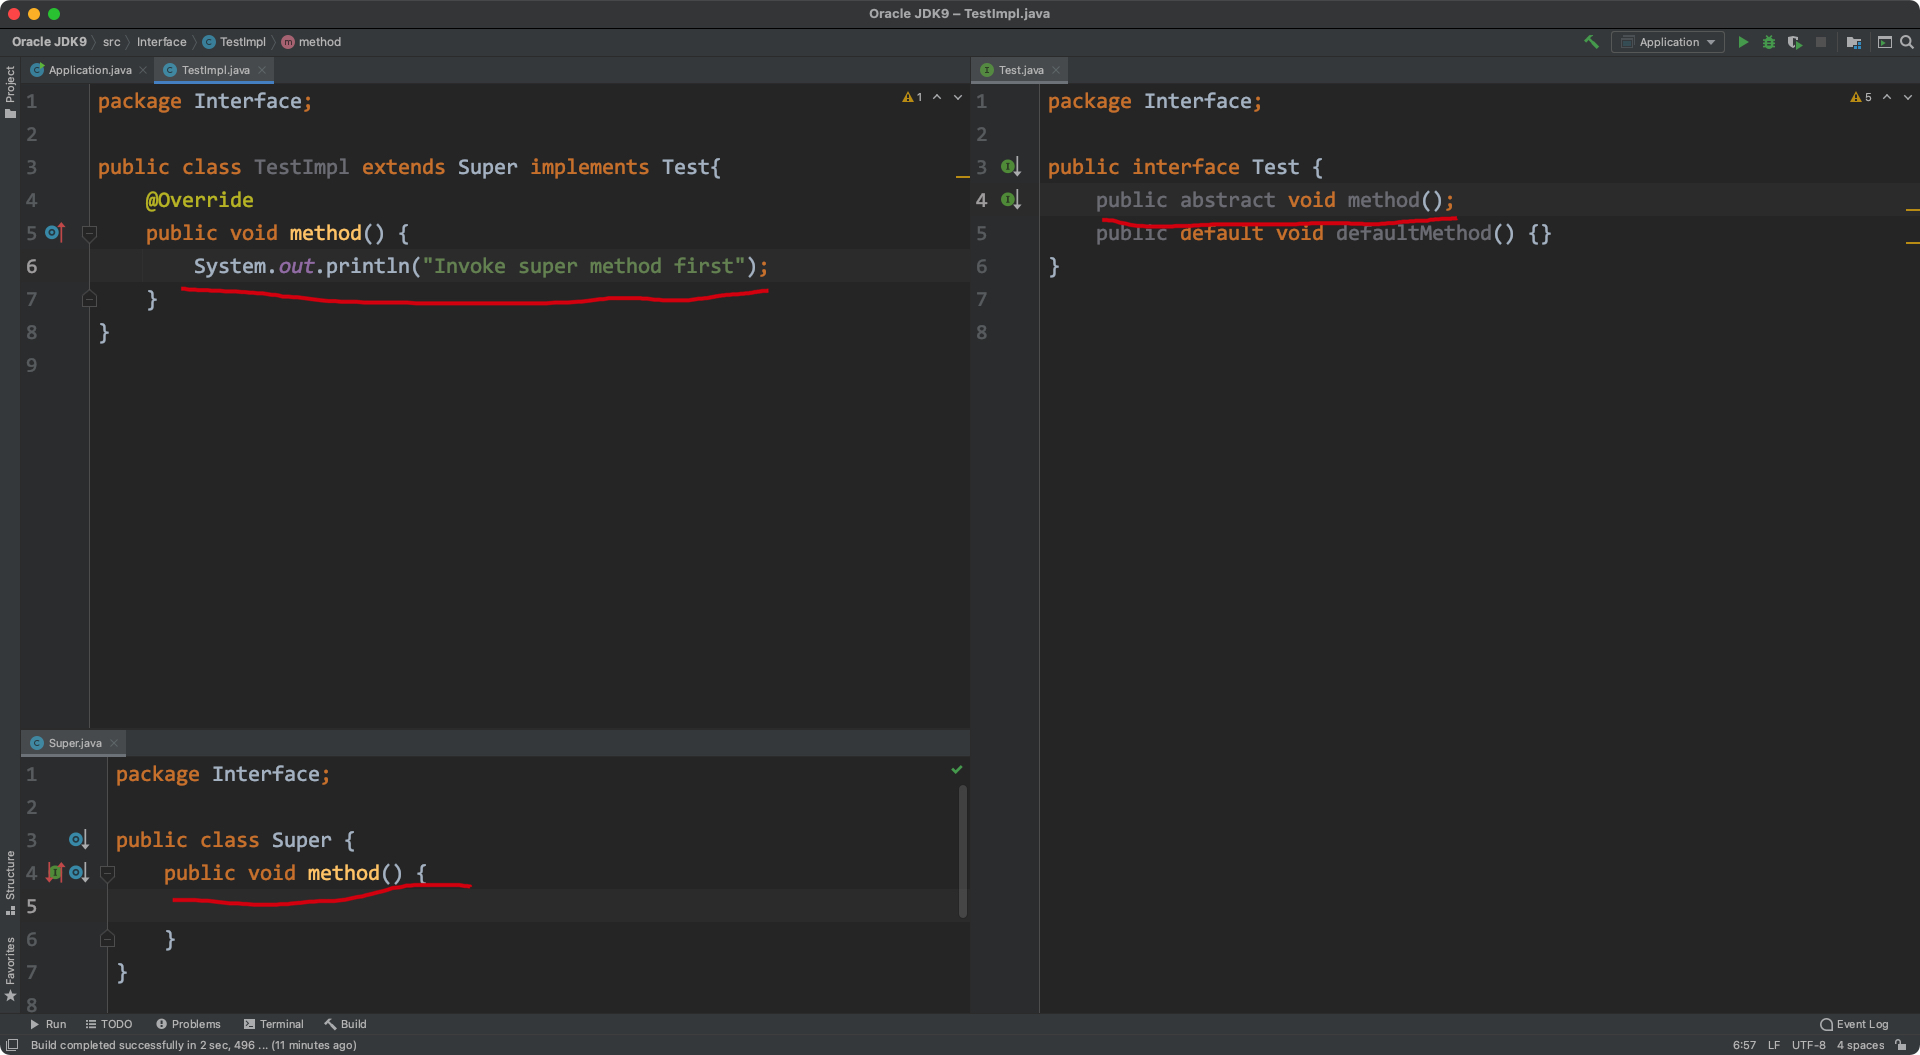 Oracle JDK9 – TestImpl.java
Oracle JDK9 src Interface TestImpl method
Application
Application.java TestImpl.java
1 package Interface;
2
3 public class TestImpl extends Super implements Test{
4 @Override
5 public void method() {
6 System.out.println("Invoke super method first");
7 }
8 }
9
1
Test.java
1 package Interface;
2
3 public interface Test {
4 public abstract void method();
5 public default void defaultMethod() {}
6 }
7
8
5
Super.java
1 package Interface;
2
3 public class Super {
4 public void method() {
5
6 }
7 }
8
Project
Structure
Favorites
Run TODO Problems Terminal Build
Event Log
Build completed successfully in 2 sec, 496 ... (11 minutes ago)
6:57 LF UTF-8 4 spaces